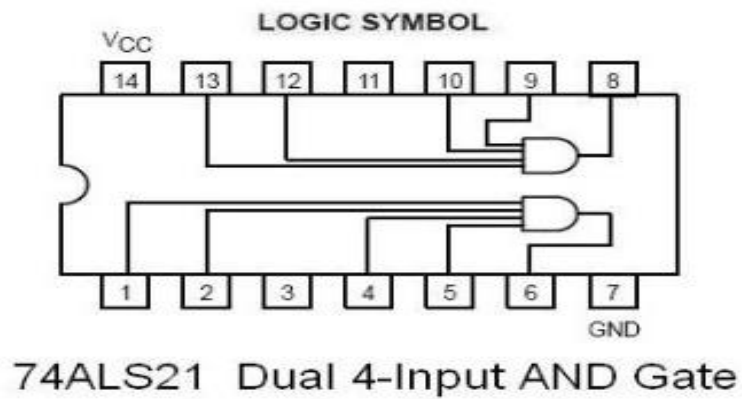 LOGIC SYMBOL
VCC
14 13 12 11 10 9 8
1 2 3 4 5 6 7
GND
74ALS21 Dual 4-Input AND Gate